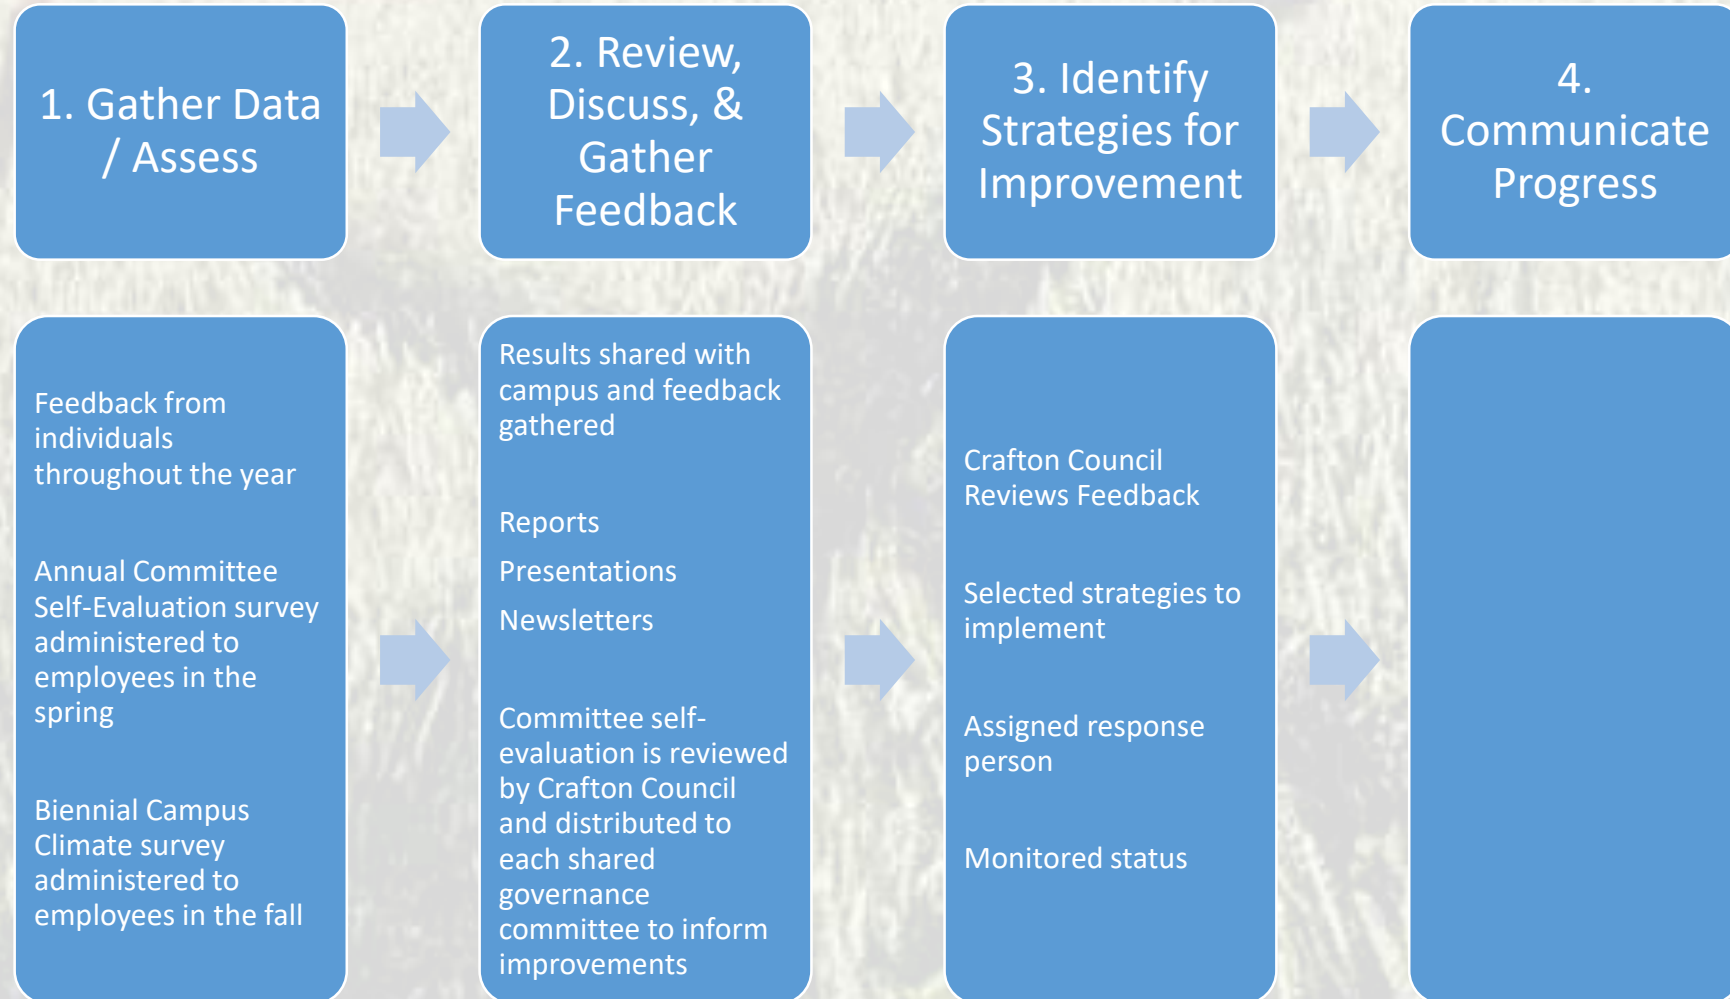 1. Gather Data
/ Assess
2. Review,
Discuss, &
Gather
Feedback
3. Identify
Strategies for
Improvement
4.
Communicate
Progress
Feedback from
individuals
throughout the year
Annual Committee
Self-Evaluation survey
administered to
employees in the
spring
Biennial Campus
Climate survey
administered to
employees in the fall
Results shared with
campus and feedback
gathered
Reports
Presentations
Newsletters
Committee self-
evaluation is reviewed
by Crafton Council
and distributed to
each shared
governance
committee to inform
improvements
Crafton Council
Reviews Feedback
Selected strategies to
implement
Assigned response
person
Monitored status